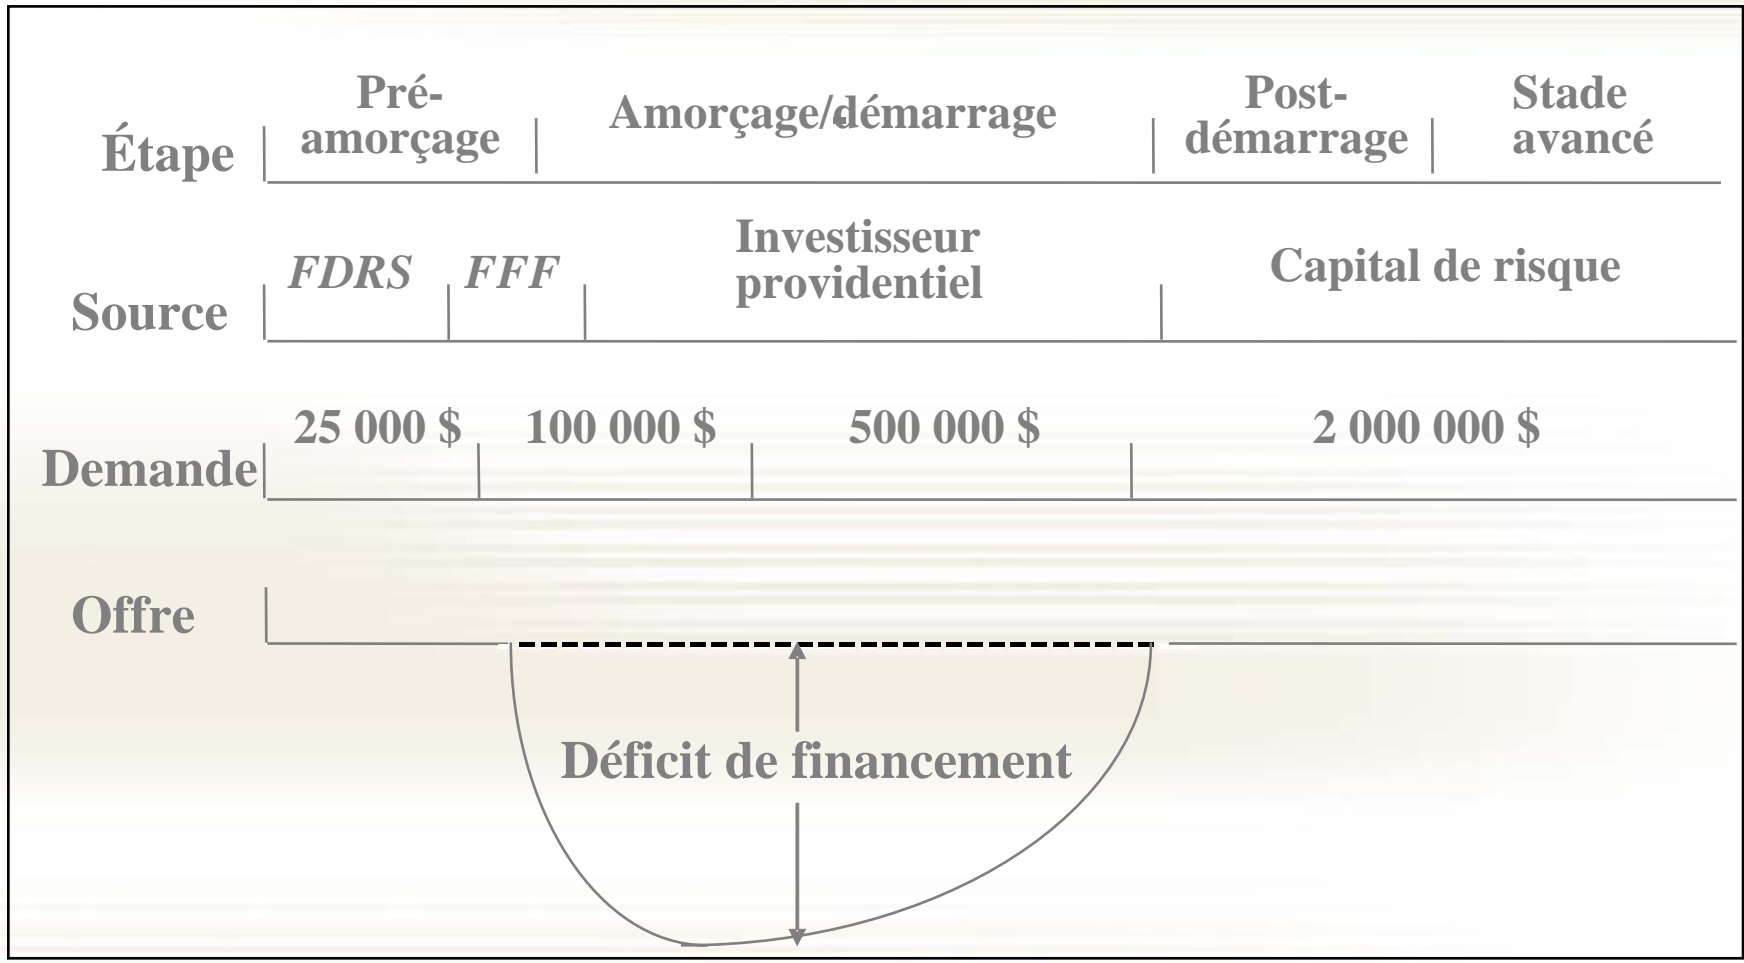 Étape
Pré-
amorçage
Amorçage/démarrage
Post-
démarrage
Stade
avancé
Source
FDRS
FFF
Investisseur
providentiel
Capital de risque
Demande
25 000 $
100 000 $
500 000 $
2 000 000 $
Offre
Déficit de financement